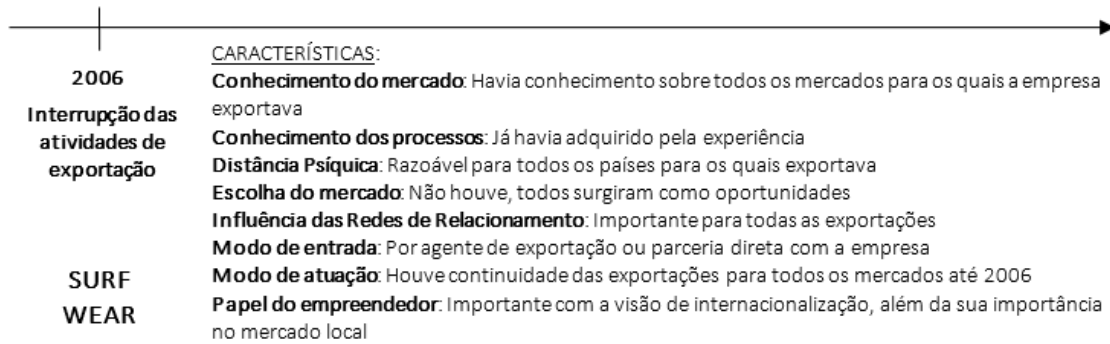 CARACTERÍSTICAS:
2006
Interrupção das
atividades de
exportação
SURF
WEAR
Conhecimento do mercado: Havia conhecimento sobre todos os mercados para os quais a empresa
exportava
Conhecimento dos processos: Já havia adquirido pela experiência
Distância Psíquica: Razoável para todos os países para os quais exportava
Escolha do mercado: Não houve, todos surgiram como oportunidades
Influência das Redes de Relacionamento: Importante para todas as exportações
Modo de entrada: Por agente de exportação ou parceria direta com a empresa
Modo de atuação: Houve continuidade das exportações para todos os mercados até 2006
Papel do empreendedor: Importante com a visão de internacionalização, além da sua importância
no mercado local